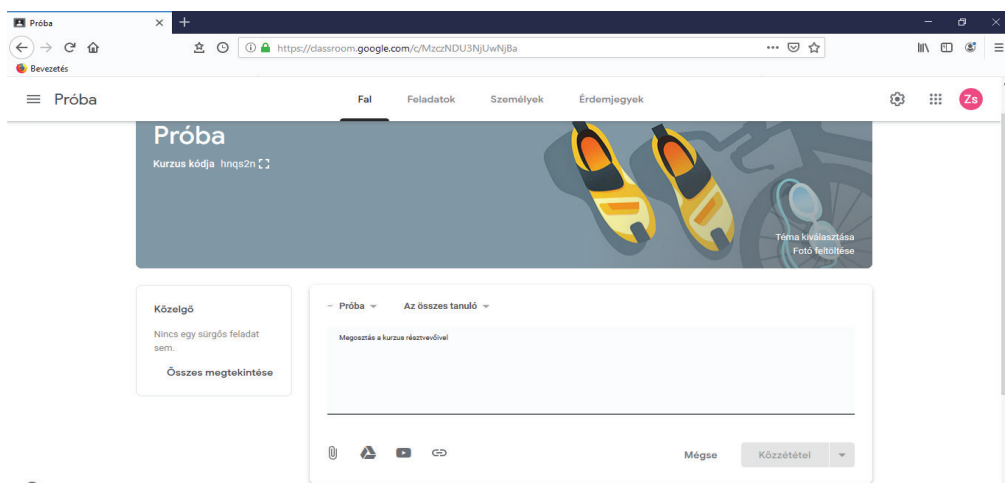 Próba
https://classroom.google.com/c/MzczNDU3NjUwNjBa
Bevezetés
Próba
Fal Feladatok Személyek Érdemjegyek
Zs
Próba
Kurzus kódja hnqs2n
Téma kiválasztása
Fotó feltöltése
Közelgő
Nincs egy sürgős feladat
sem.
Összes megtekintése
Próba Az összes tanuló
Megosztás a kurzus résztvevőivel
Mégse Közzététel